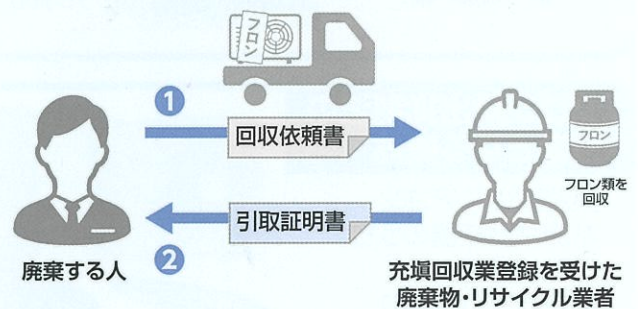 フロン
1
回収依頼書
フロン
フロン類を
回収
引取証明書
2
廃棄する人
充塡回収業登録を受けた
廃棄物・リサイクル業者